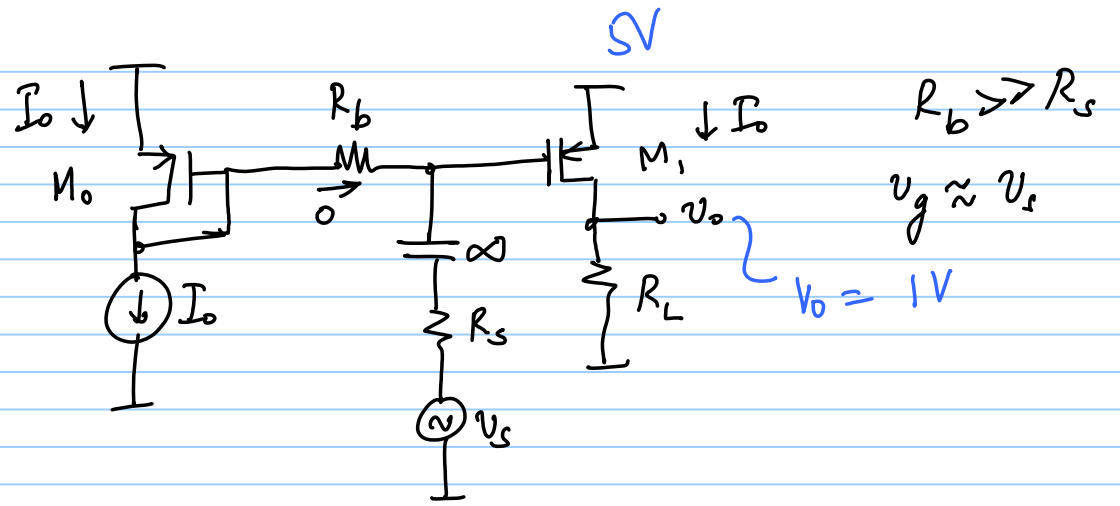 5V
I₀ ↓
R_b
↓ I₀
R_b >> R_s
M₀
M₁
0
v_g ≈ v_s
v₀
∞
I₀
R_s
R_L
V₀ = 1V
v_s